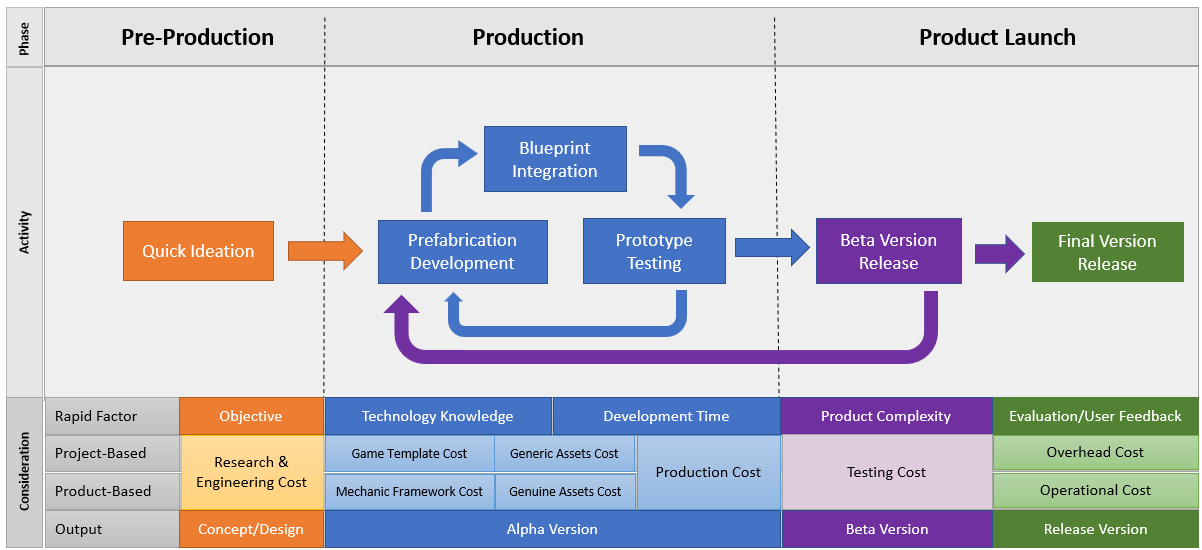 Phase
Pre-Production
Production
Product Launch
Activity
Quick Ideation
Prefabrication
Development
Blueprint
Integration
Prototype
Testing
Beta Version
Release
Final Version
Release
Consideration
Rapid Factor
Objective
Technology Knowledge
Development Time
Product Complexity
Evaluation/User Feedback
Project-Based
Research &
Engineering Cost
Game Template Cost
Generic Assets Cost
Production Cost
Testing Cost
Overhead Cost
Product-Based
Mechanic Framework Cost
Genuine Assets Cost
Operational Cost
Output
Concept/Design
Alpha Version
Beta Version
Release Version